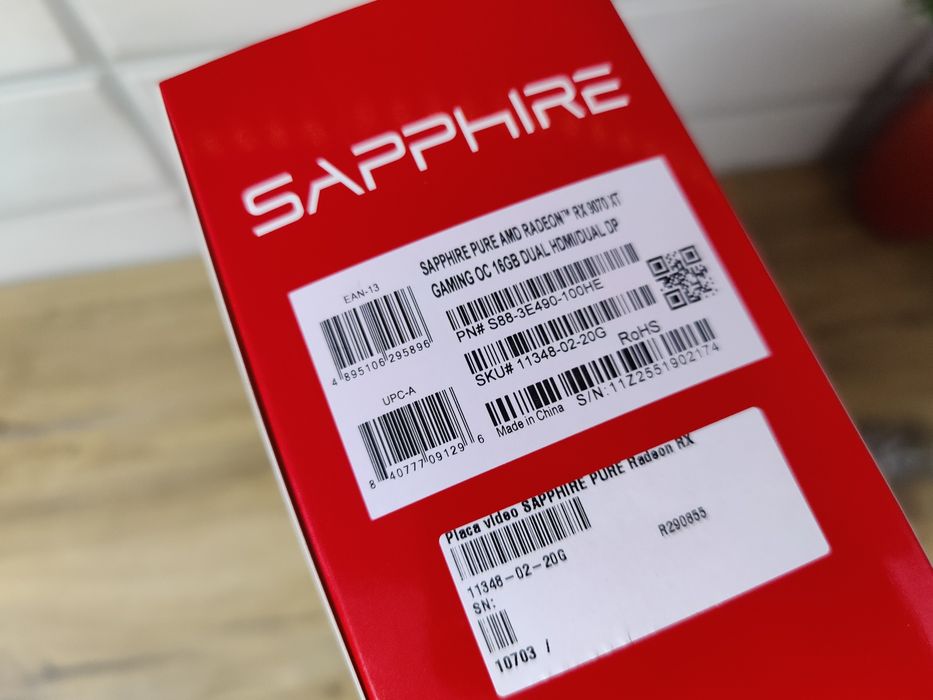 SAPPHIRE
SAPPHIRE PURE AMD RADEON™ RX 9070 XT
GAMING OC 16GB DUAL HDMI/DUAL DP
EAN-13
4 895106 295896
PN# S88-3E490-100HE
SKU# 11348-02-20G
RoHS
UPC-A
8 40777 09129 6
Made in China
S/N: 11Z2551902174
Placa video SAPPHIRE PURE Radeon RX
R290855
11348-02-20G
SN:
10703 /